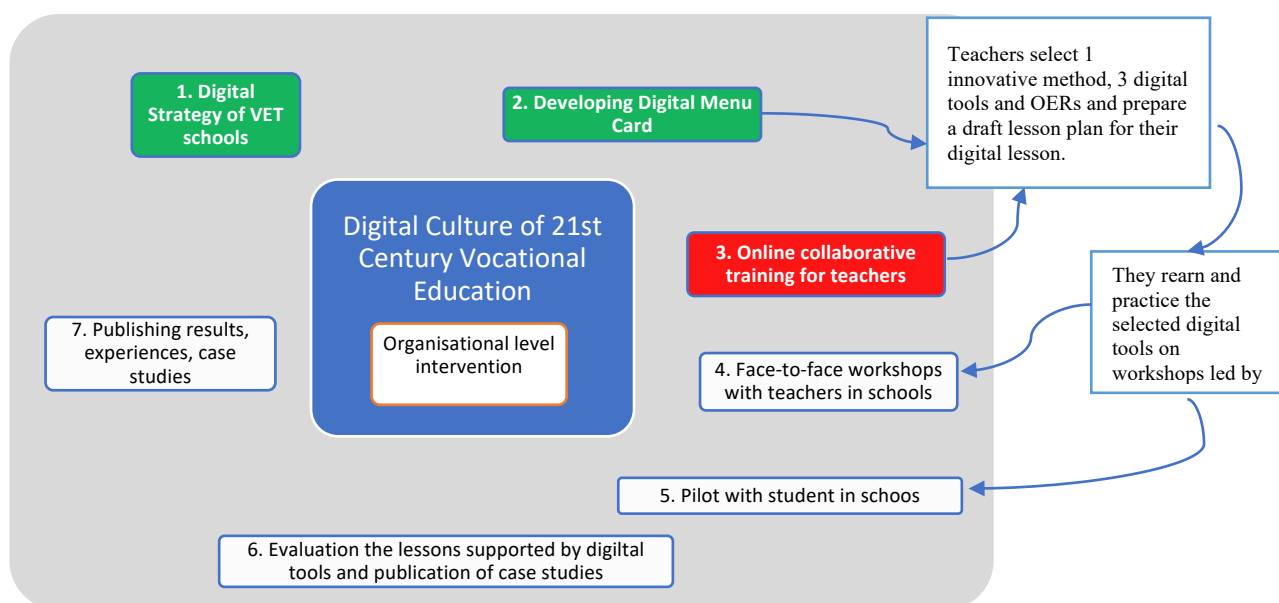 1. Digital
Strategy of VET
schools
2. Developing Digital Menu
Card
Teachers select 1
innovative method, 3 digital
tools and OERs and prepare
a draft lesson plan for their
digital lesson.
Digital Culture of 21st
Century Vocational
Education
Organisational level
intervention
3. Online collaborative
training for teachers
They rearn and
practice the
selected digital
tools on
workshops led by
7. Publishing results,
experiences, case
studies
4. Face-to-face workshops
with teachers in schools
5. Pilot with student in schoos
6. Evaluation the lessons supported by digiltal
tools and publication of case studies